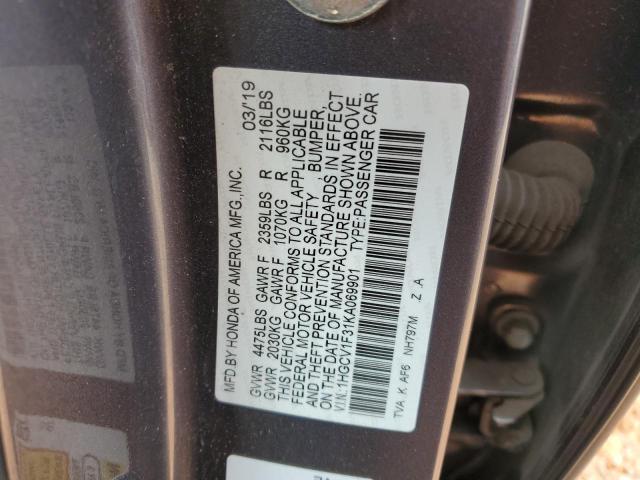 MFD BY HONDA OF AMERICA MFG., INC. 03/'19
GVWR 4475LBS GAWR F 2359LBS R 2116LBS
GVWR 2030KG GAWR F 1070KG R 960KG
THIS VEHICLE CONFORMS TO ALL APPLICABLE
FEDERAL MOTOR VEHICLE SAFETY, BUMPER,
AND THEFT PREVENTION STANDARDS IN EFFECT
ON THE DATE OF MANUFACTURE SHOWN ABOVE.
V.I.N.:1HGCV1F31KA069901 TYPE:PASSENGER CAR
TVA K AF6 NH797M Z .A